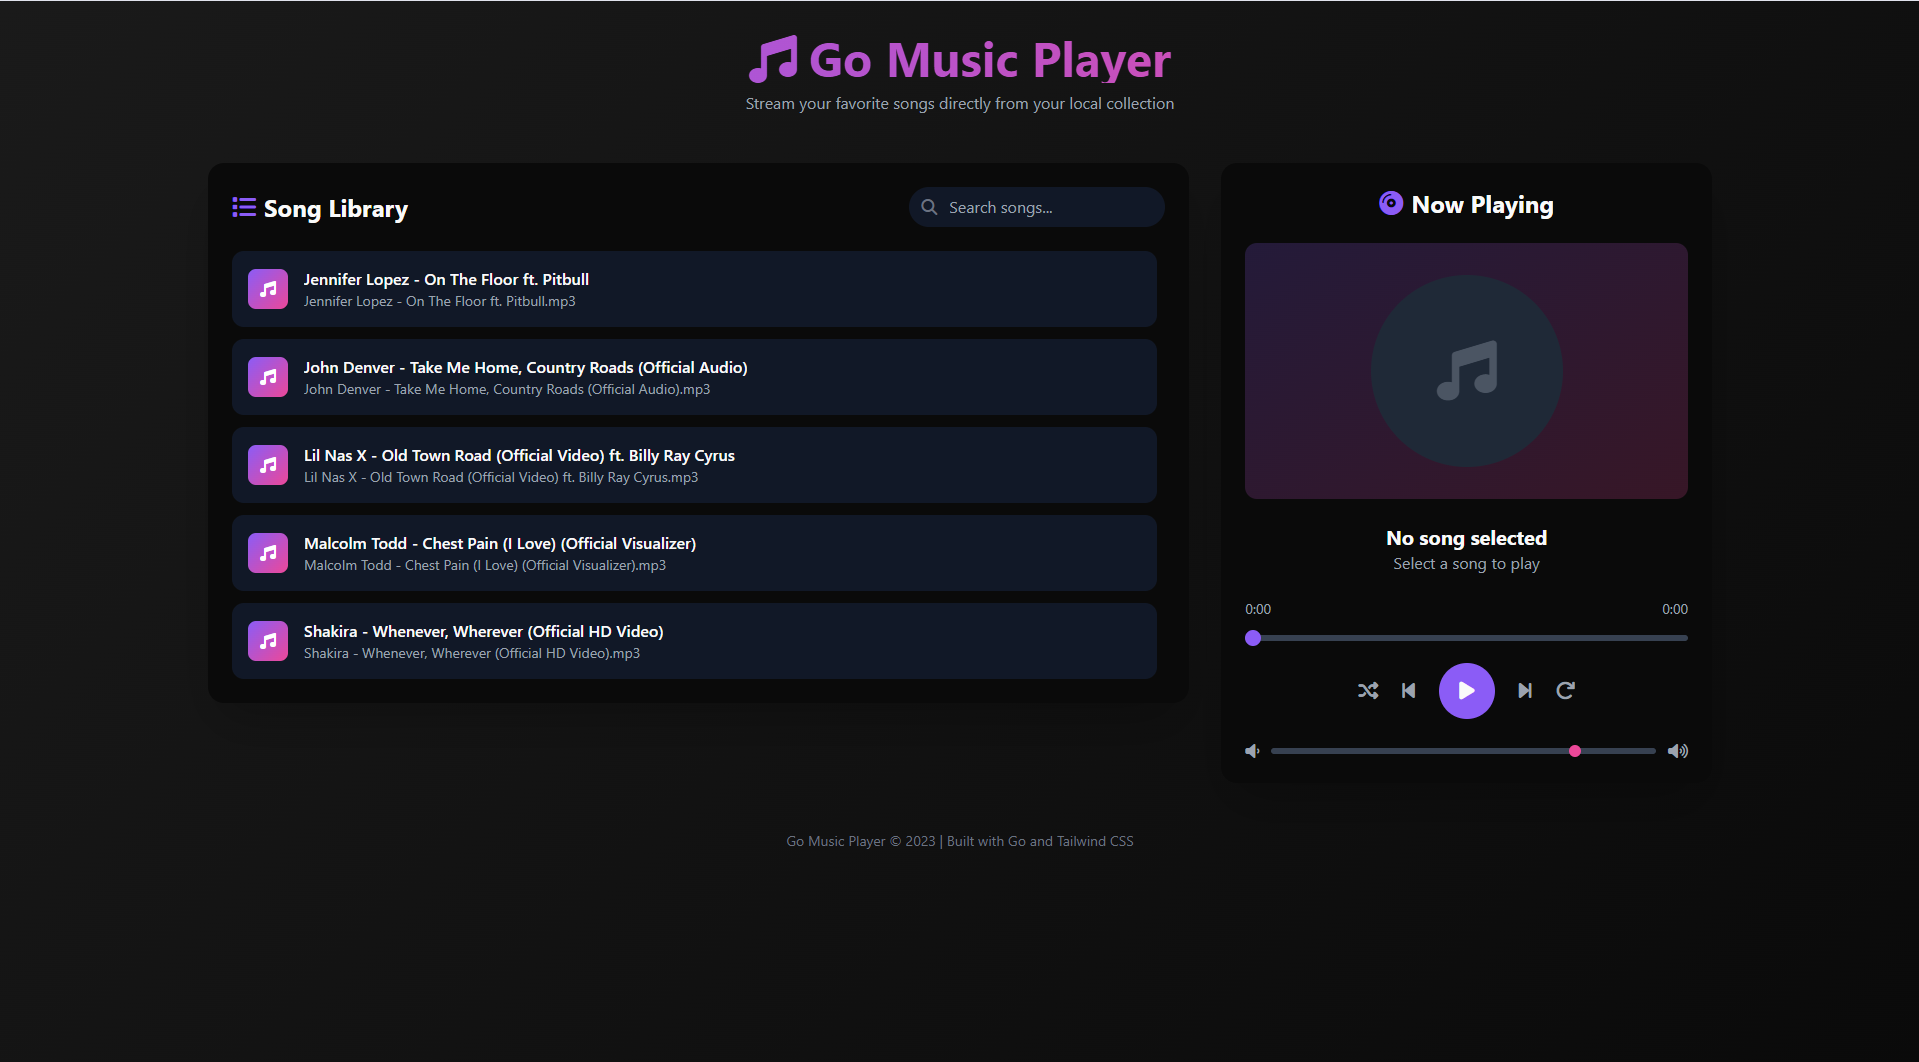 Go Music Player
Stream your favorite songs directly from your local collection
Song Library
Search songs...
Jennifer Lopez - On The Floor ft. Pitbull
Jennifer Lopez - On The Floor ft. Pitbull.mp3
John Denver - Take Me Home, Country Roads (Official Audio)
John Denver - Take Me Home, Country Roads (Official Audio).mp3
Lil Nas X - Old Town Road (Official Video) ft. Billy Ray Cyrus
Lil Nas X - Old Town Road (Official Video) ft. Billy Ray Cyrus.mp3
Malcolm Todd - Chest Pain (I Love) (Official Visualizer)
Malcolm Todd - Chest Pain (I Love) (Official Visualizer).mp3
Shakira - Whenever, Wherever (Official HD Video)
Shakira - Whenever, Wherever (Official HD Video).mp3
Now Playing
No song selected
Select a song to play
0:00 0:00
Go Music Player © 2023 | Built with Go and Tailwind CSS